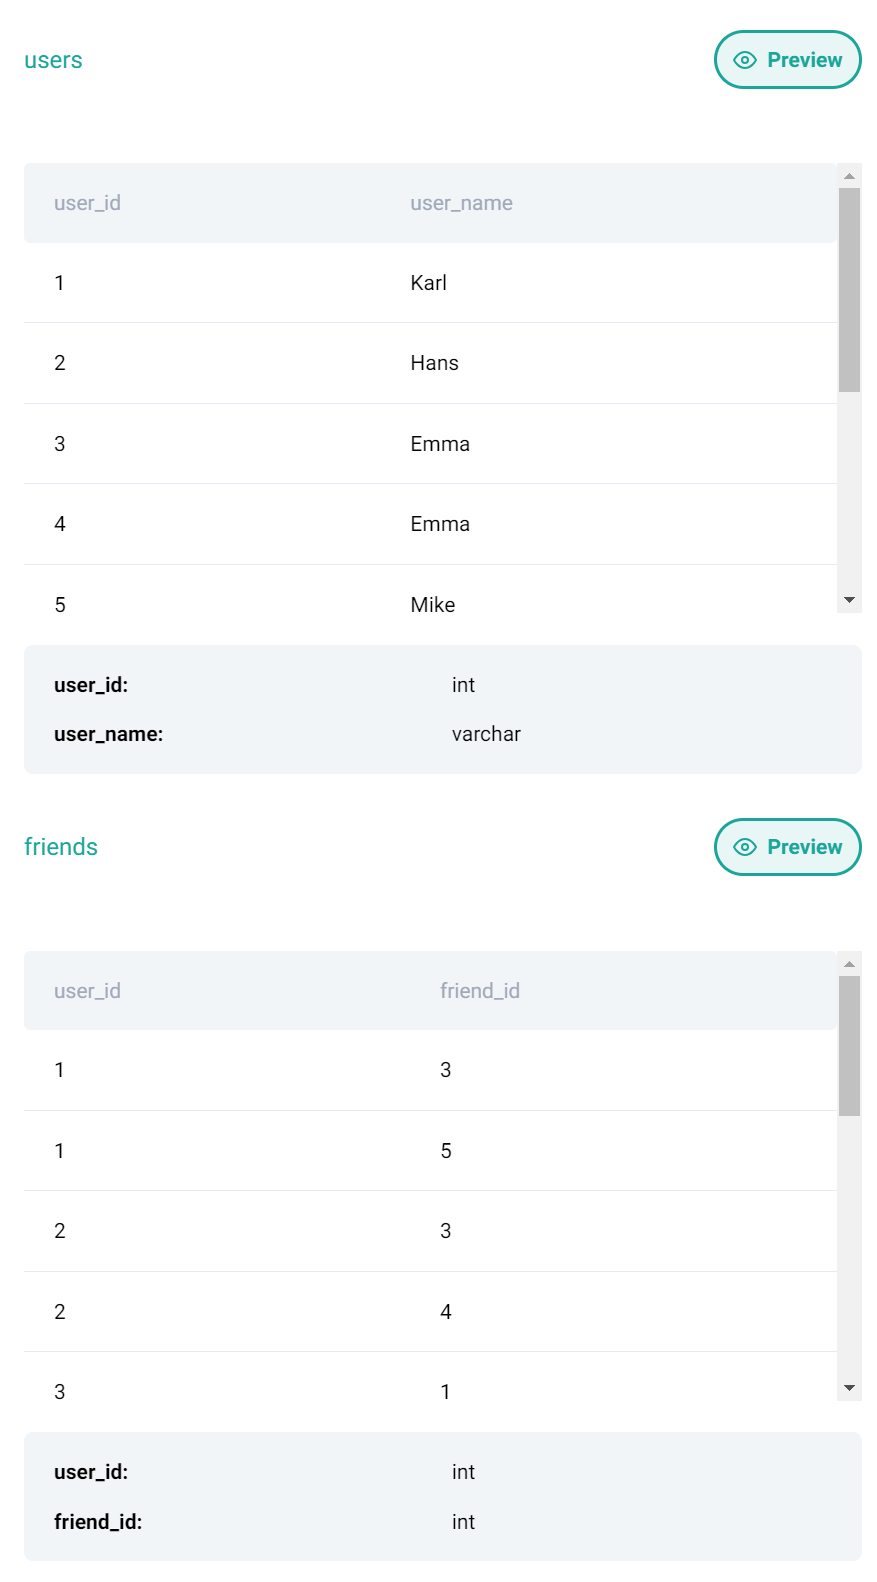 users
Preview
user_id user_name
1 Karl
2 Hans
3 Emma
4 Emma
5 Mike
user_id: int
user_name: varchar
friends
Preview
user_id friend_id
1 3
1 5
2 3
2 4
3 1
user_id: int
friend_id: int